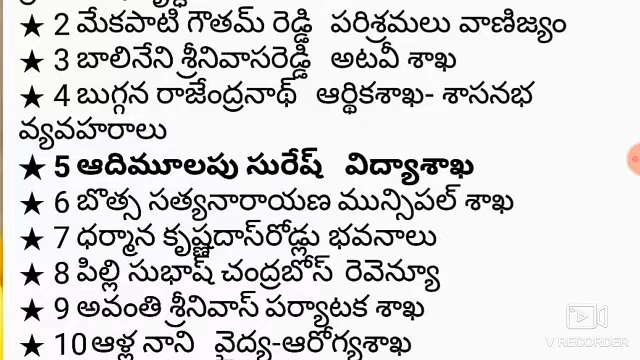 ★ 2 మేకపాటి గౌతమ్ రెడ్డి పరిశ్రమలు వాణిజ్యం
★ 3 బాలినేని శ్రీనివాసరెడ్డి అటవీ శాఖ
★ 4 బుగ్గన రాజేంద్రనాథ్ ఆర్థికశాఖ- శాసనభ
వ్యవహరాలు
★ 5 ఆదిమూలపు సురేష్ విద్యాశాఖ
★ 6 బొత్స సత్యనారాయణ మున్సిపల్ శాఖ
★ 7 ధర్మాన కృష్ణదాస్‌రోడ్లు భవనాలు
★ 8 పిల్లి సుభాష్ చంద్రబోస్ రెవెన్యూ
★ 9 అవంతి శ్రీనివాస్ పర్యాటక శాఖ
★ 10 ఆళ్ల నాని వైద్య-ఆరోగ్యశాఖ
V RECORDER